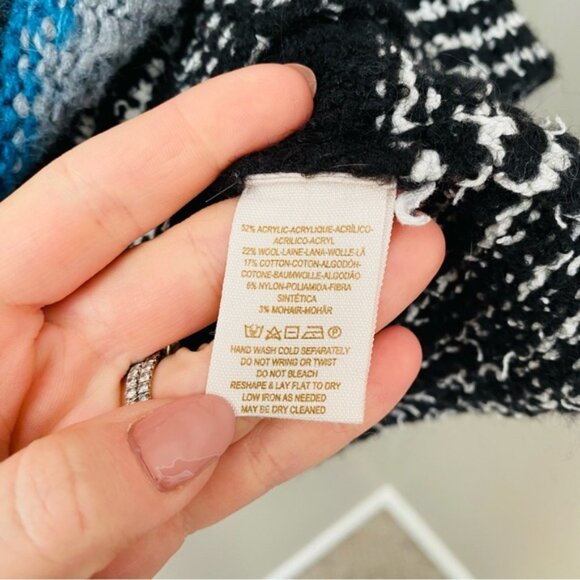 52% ACRYLIC-ACRYLIQUE-ACRÍLICO-
ACRILICO-ACRYL
22% WOOL-LAINE-LANA-WOLLE-LÃ
17% COTTON-COTON-ALGODÓN-
COTONE-BAUMWOLLE-ALGODÃO
6% NYLON-POLIAMIDA-FIBRA
SINTÉTICA
3% MOHAIR-MOHÄR
HAND WASH COLD SEPARATELY
DO NOT WRING OR TWIST
DO NOT BLEACH
RESHAPE & LAY FLAT TO DRY
LOW IRON AS NEEDED
MAY BE DRY CLEANED